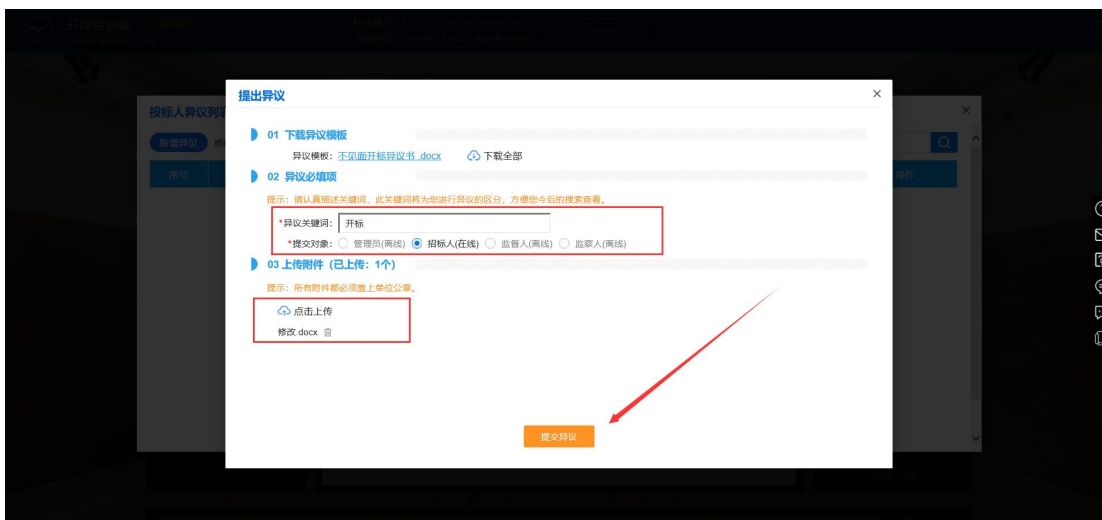 开标会议区
提出异议
投标人异议列表
01 下载异议模板
新增异议
异议模板： 不见面开标异议书 .docx 下载全部
序号
02 异议必填项
操作
提示：请认真描述关键词，此关键词将为您进行异议的区分，方便您今后的搜索查看。
*异议关键词： 开标
*提交对象： 管理员(离线) 招标人(在线) 监督人(离线) 监察人(离线)
03 上传附件（已上传：1个）
提示：所有附件都必须盖上单位公章。
点击上传
修改.docx
提交异议